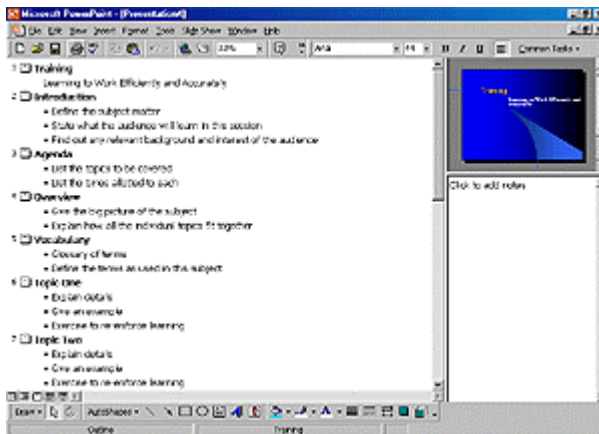 Microsoft PowerPoint - [Presentation4]
File Edit View Insert Format Tools Slide Show Window Help
33% Arial 44 B I U Common Tasks
1 Training
Learning to Work Efficiently and Accurately
2 Introduction
• Define the subject matter
• State what the audience will learn in this session
• Find out any relevant background and interest of the audience
3 Agenda
• List the topics to be covered
• List the times allotted to each
4 Overview
• Give the big picture of the subject
• Explain how all the individual topics fit together
5 Vocabulary
• Glossary of terms
• Define the terms as used in this subject
6 Topic One
• Explain details
• Give an example
• Exercise to re-enforce learning
7 Topic Two
• Explain details
• Give an example
• Exercise to re-enforce learning
Training
Click to add notes
Draw AutoShapes
Outline Training